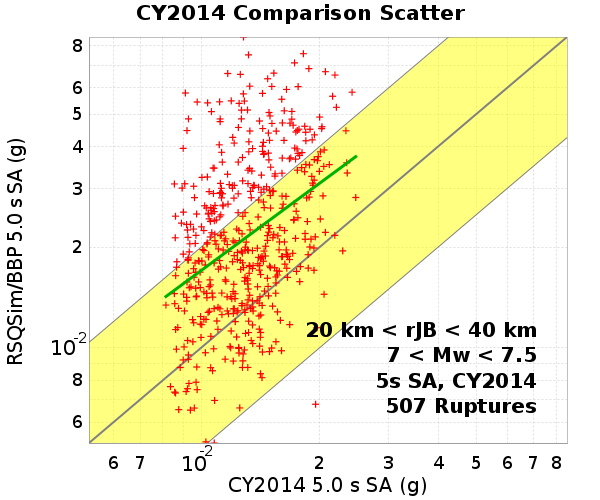 CY2014 Comparison Scatter
RSQSim/BBP 5.0 s SA (g)
8
6
5
4
3
2
10-2
8
6
20 km < rJB < 40 km
7 < Mw < 7.5
5s SA, CY2014
507 Ruptures
6 7 10-2 2 3 4 5 6 7 8
CY2014 5.0 s SA (g)